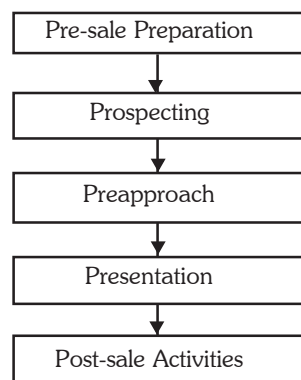 Pre-sale Preparation
Prospecting
Preapproach
Presentation
Post-sale Activities